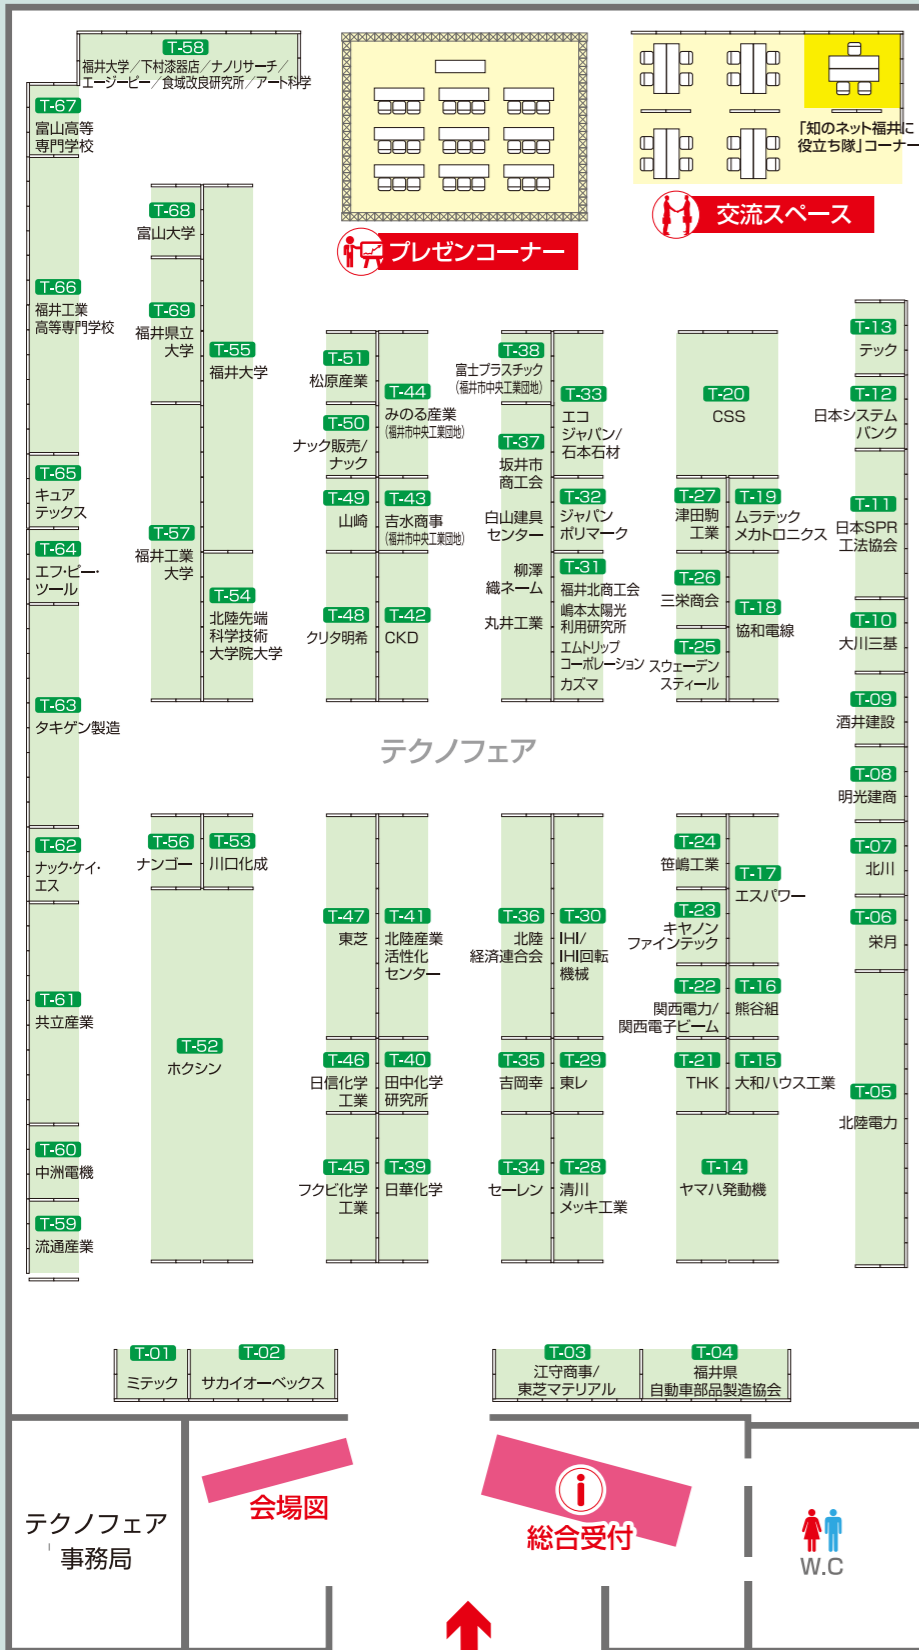 T-58
福井大学／下村漆器店／ナノリサーチ／
エージーピー／食域改良研究所／アート科学
T-67
富山高等
専門学校
T-66
福井工業
高等専門学校
T-65
キュア
テックス
T-64
エフ・ピー・
ツール
T-63
タキゲン製造
T-62
ナック・ケイ・
エス
T-61
共立産業
T-60
中洲電機
T-59
流通産業
T-68
富山大学
T-69
福井県立
大学
T-55
福井大学
T-57
福井工業
大学
T-54
北陸先端
科学技術
大学院大学
T-56
ナンゴー
T-53
川口化成
T-52
ホクシン
プレゼンコーナー
「知のネット福井に
役立ち隊」コーナー
交流スペース
T-51
松原産業
T-44
みのる産業
(福井市中央工業団地)
T-50
ナック販売/
ナック
T-49
山崎
T-43
吉水商事
(福井市中央工業団地)
T-48
クリタ明希
T-42
CKD
T-38
富士プラスチック
(福井市中央工業団地)
T-33
エコ
ジャパン/
石本石材
T-37
坂井市
商工会
白山建具
センター
柳澤
織ネーム
丸井工業
T-32
ジャパン
ポリマーク
T-31
福井北商工会
嶋本太陽光
利用研究所
エムトリップ
コーポレーション
カズマ
T-20
CSS
T-27
津田駒
工業
T-19
ムラテック
メカトロニクス
T-26
三栄商会
T-18
協和電線
T-25
スウェーデン
スティール
T-13
テック
T-12
日本システム
バンク
T-11
日本SPR
工法協会
T-10
大川三基
T-09
酒井建設
T-08
明光建商
T-07
北川
T-06
栄月
T-05
北陸電力
テクノフェア
T-47
東芝
T-41
北陸産業
活性化
センター
T-46
日信化学
工業
T-40
田中化学
研究所
T-45
フクビ化学
工業
T-39
日華化学
T-36
北陸
経済連合会
T-30
IHI/
IHI回転
機械
T-35
吉岡幸
T-29
東レ
T-34
セーレン
T-28
清川
メッキ工業
T-24
笹嶋工業
T-17
エスパワー
T-23
キヤノン
ファインテック
T-22
関西電力/
関西電子ビーム
T-16
熊谷組
T-21
THK
T-15
大和ハウス工業
T-14
ヤマハ発動機
T-01
ミテック
T-02
サカイオーベックス
T-03
江守商事/
東芝マテリアル
T-04
福井県
自動車部品製造協会
テクノフェア
事務局
会場図
i
総合受付
W.C